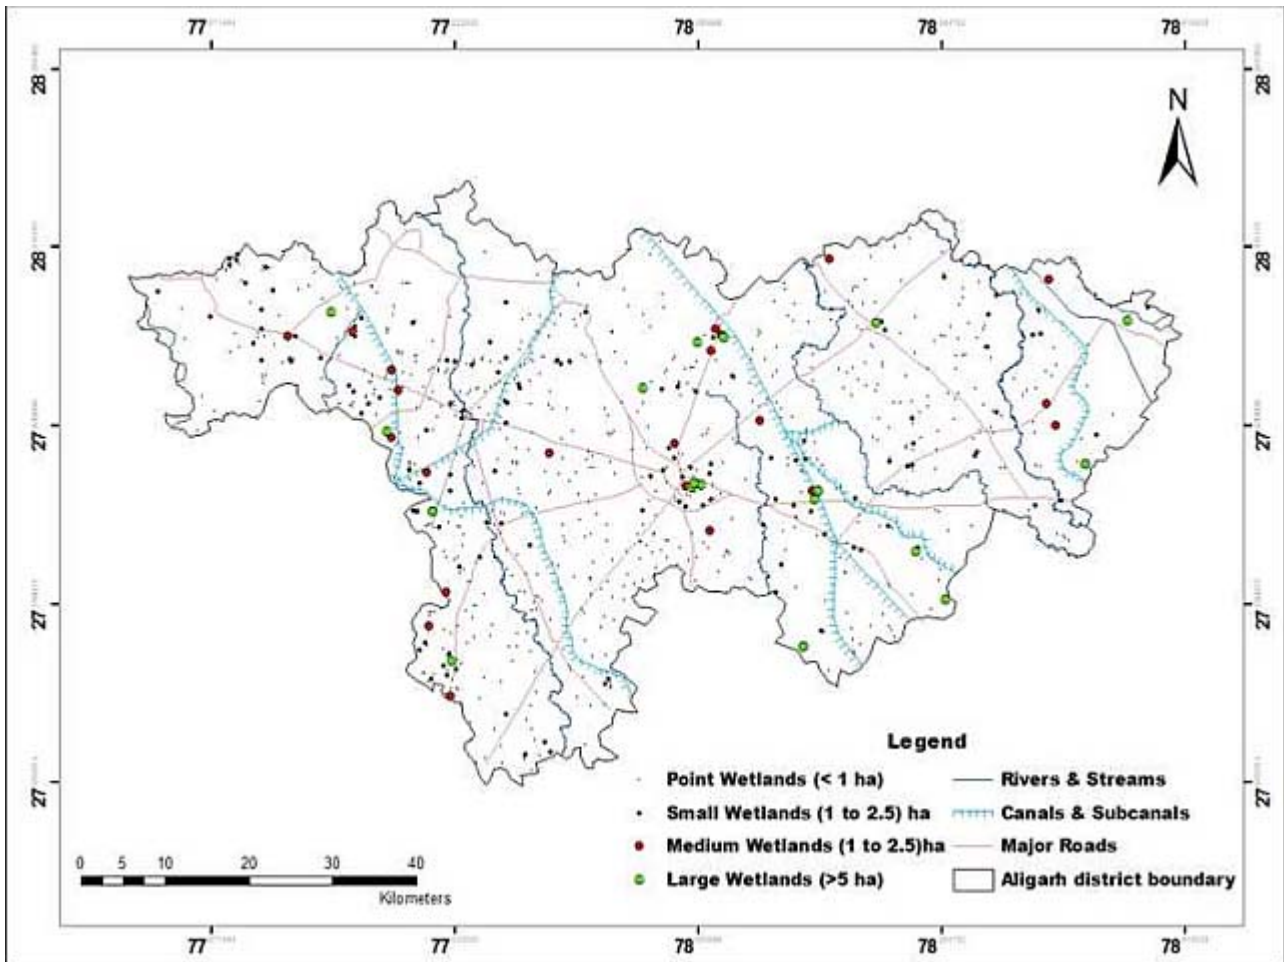 77 77 78 78 78
28 28
N
28 28
27 27
27 27
Legend
Point Wetlands (< 1 ha) Rivers & Streams
27 27
Small Wetlands (1 to 2.5) ha Canals & Subcanals
Medium Wetlands (1 to 2.5)ha Major Roads
0 5 10 20 30 40
Large Wetlands (>5 ha) Aligarh district boundary
Kilometers
77 77 78 78 78